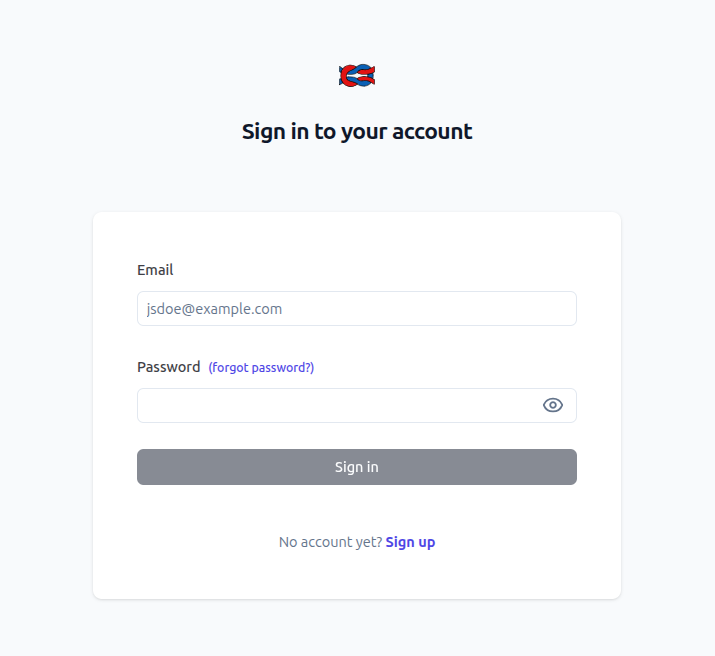 Sign in to your account
Email
jsdoe@example.com
Password (forgot password?)
Sign in
No account yet? Sign up